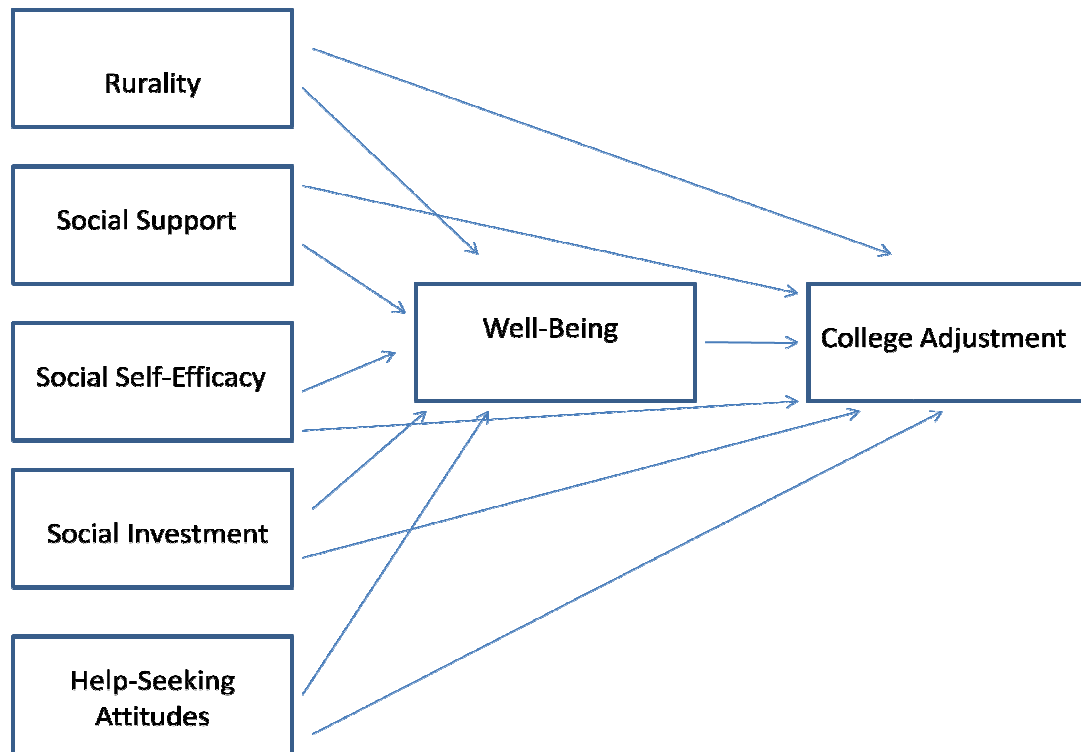 Rurality
Social Support
Well-Being
College Adjustment
Social Self-Efficacy
Social Investment
Help-Seeking
Attitudes